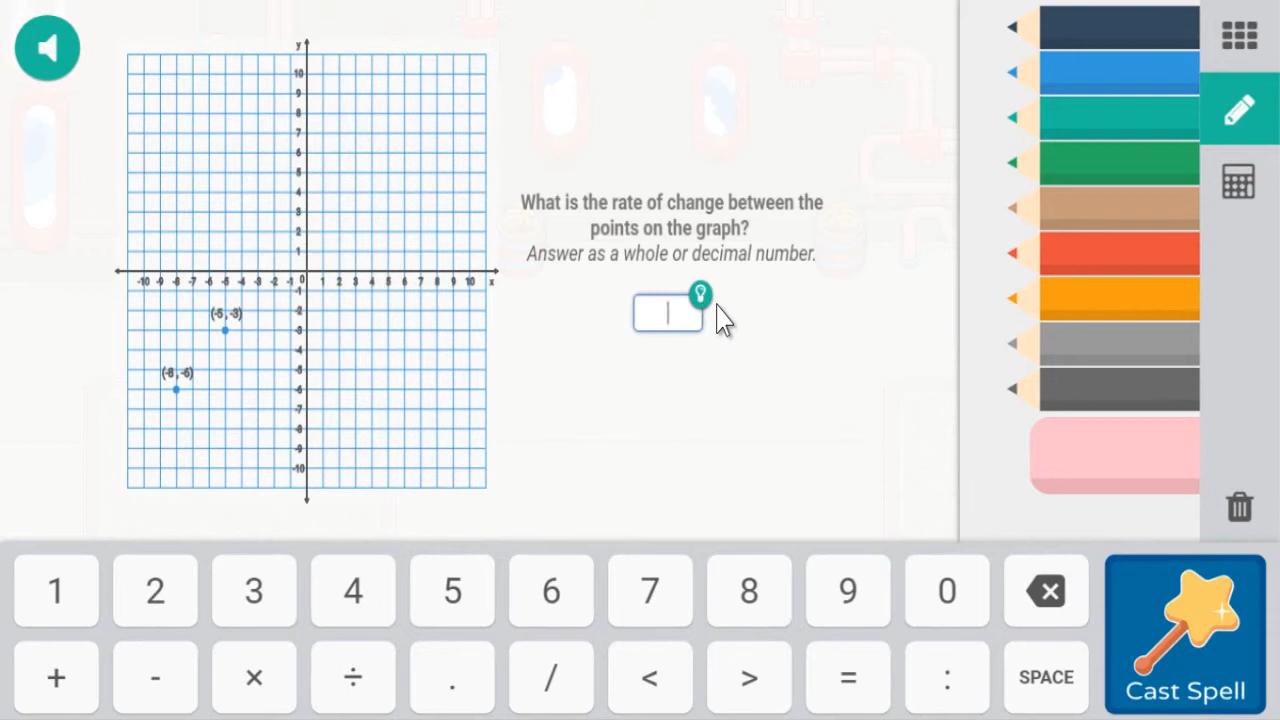 y
10
9
8
7
6
5
4
3
2
1
-10 -9 -8 -7 -6 -5 -4 -3 -2 -1 0 1 2 3 4 5 6 7 8 9 10 x
-1
-2
-3
-4
-5
-6
-7
-8
-9
-10
(-5 , -3)
(-8 , -6)
What is the rate of change between the
points on the graph?
Answer as a whole or decimal number.
1 2 3 4 5 6 7 8 9 0
+ - × ÷ . / < > = : SPACE
Cast Spell